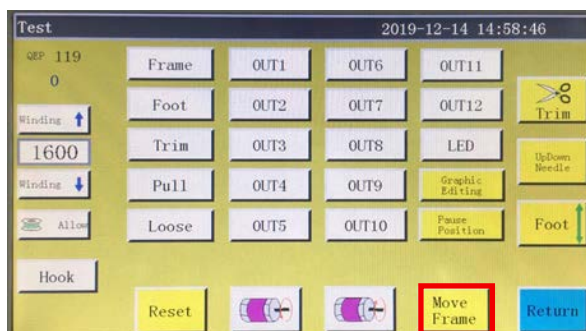 Test
2019-12-14 14:58:46
QEP 119
0
Winding
1600
Winding
Allow
Hook
Frame
OUT1
OUT6
OUT11
Foot
OUT2
OUT7
OUT12
Trim
OUT3
OUT8
LED
Pull
OUT4
OUT9
Graphic
Editing
Loose
OUT5
OUT10
Pause
Position
Reset
Move
Frame
Trim
UpDown
Needle
Foot
Return